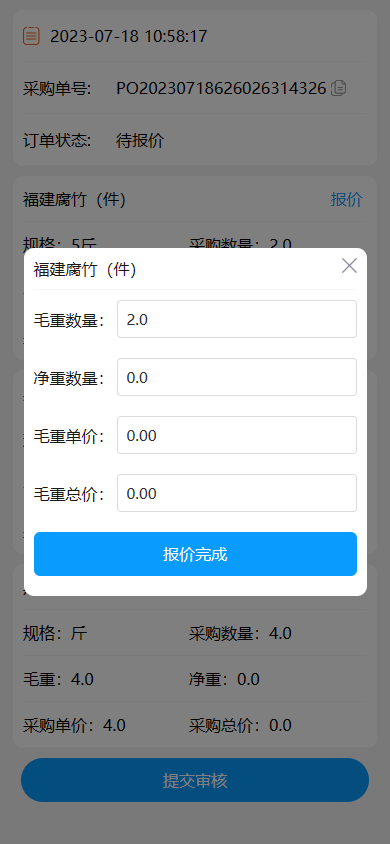 2023-07-18 10:58:17
采购单号: PO20230718626026314326
订单状态: 待报价
福建腐竹（件） 报价
规格：5斤 采购数量：2.0
福建腐竹（件）
毛重数量： 2.0
净重数量： 0.0
毛重单价： 0.00
毛重总价： 0.00
报价完成
规格：斤 采购数量：4.0
毛重：4.0 净重：0.0
采购单价：4.0 采购总价：0.0
提交审核